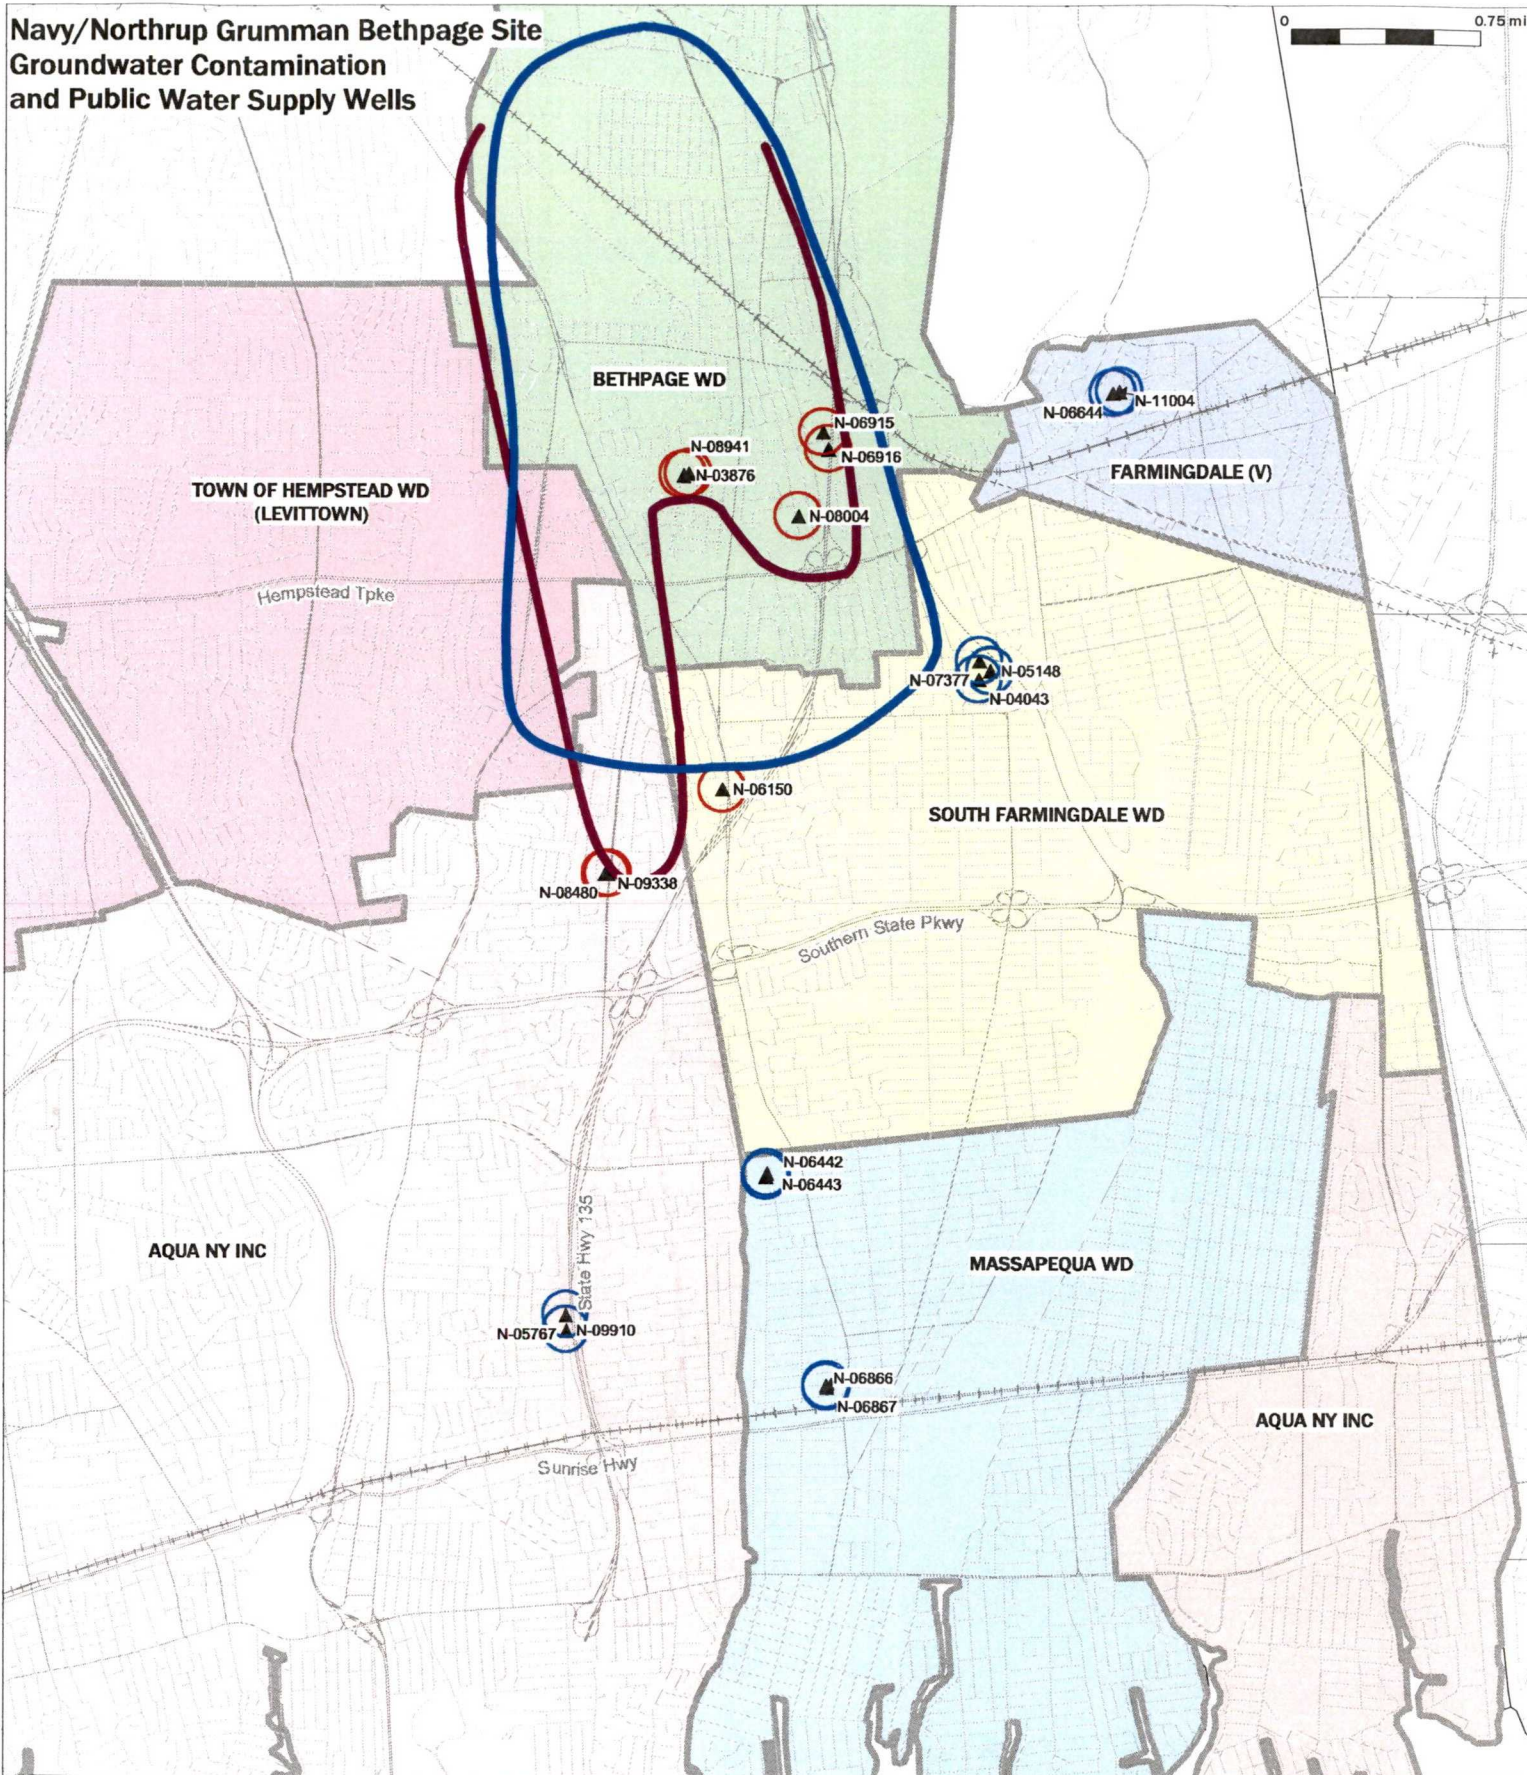 Navy/Northrup Grumman Bethpage Site
Groundwater Contamination
and Public Water Supply Wells
0 0.75 mi
BETHPAGE WD
N-06644
N-11004
N-06915
N-06916
N-08941
N-03876
FARMINGDALE (V)
TOWN OF HEMPSTEAD WD
(LEVITTOWN)
N-08004
Hempstead Tpke
N-07377
N-05148
N-04043
N-06150
SOUTH FARMINGDALE WD
N-08480
N-09338
Southern State Pkwy
N-06442
N-06443
State Hwy 135
AQUA NY INC
MASSAPEQUA WD
N-05767
N-09910
N-06866
N-06867
AQUA NY INC
Sunrise Hwy